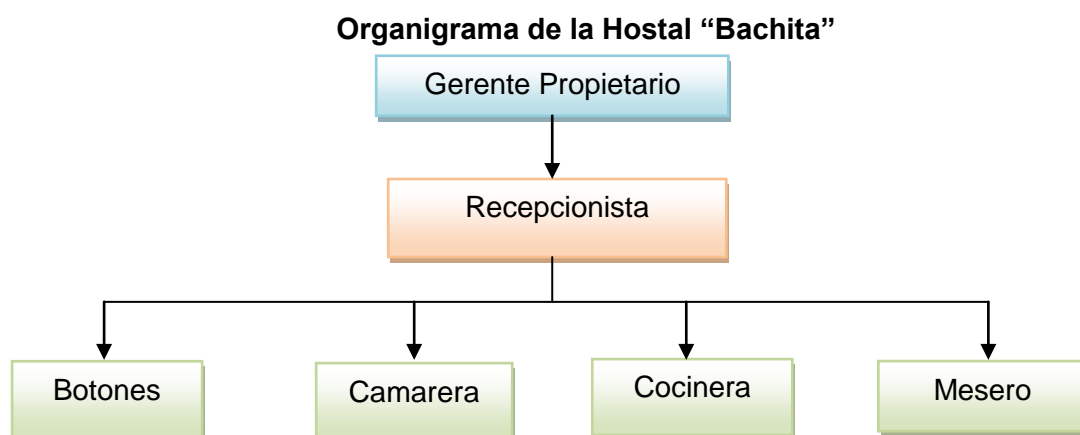 Organigrama de la Hostal “Bachita”
Gerente Propietario
Recepcionista
Botones
Camarera
Cocinera
Mesero